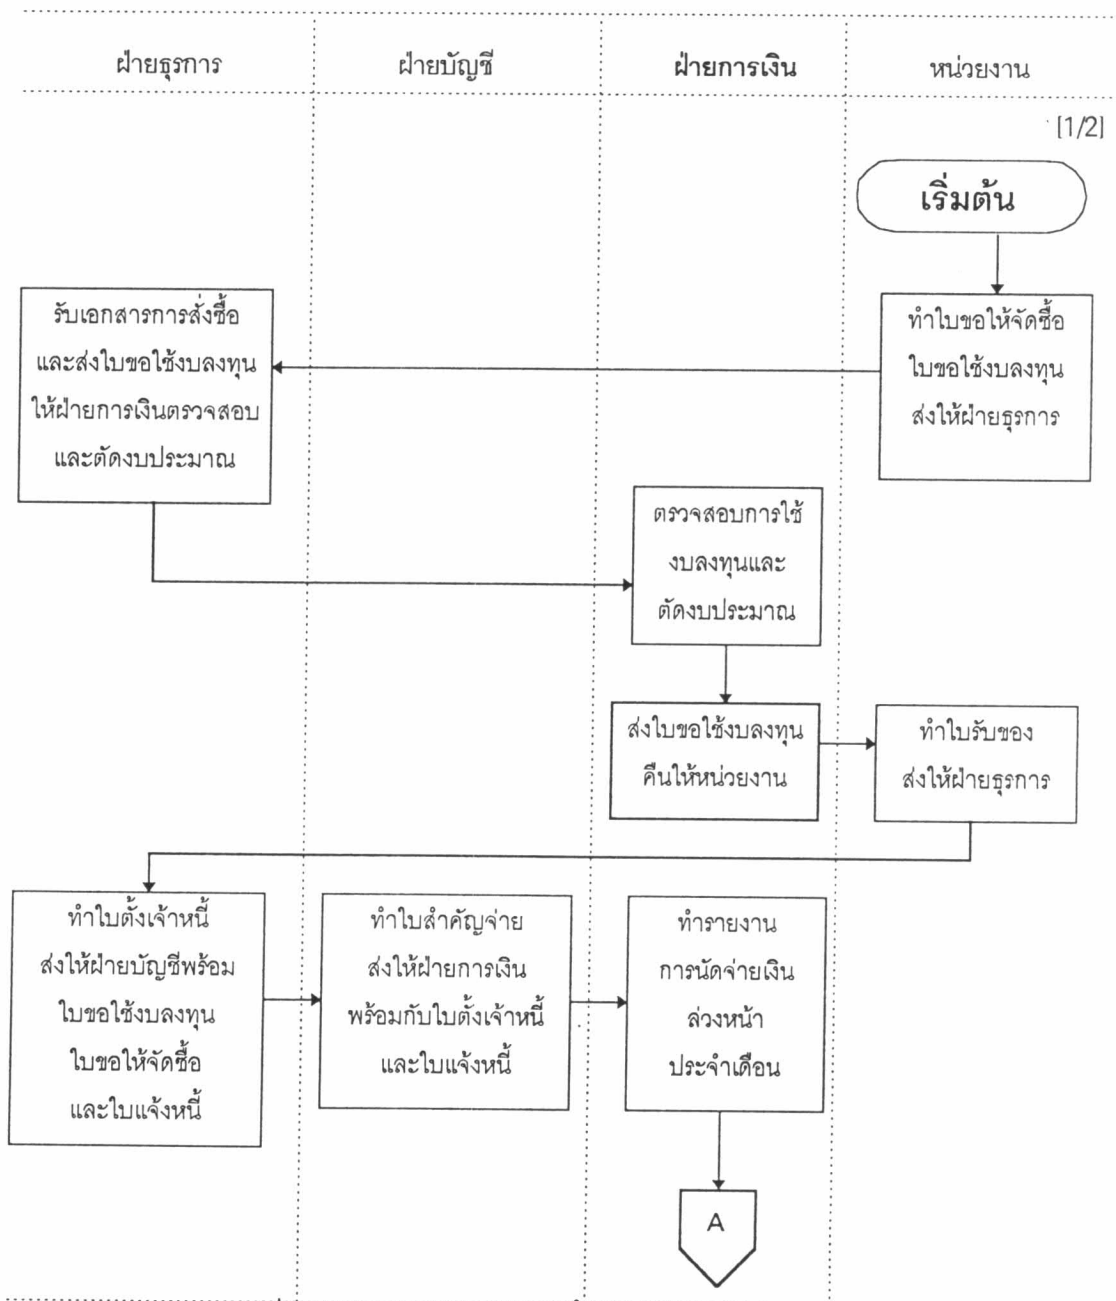 ฝ่ายธุรการ ฝ่ายบัญชี ฝ่ายการเงิน หน่วยงาน
[1/2]
เริ่มต้น
ทำใบขอให้จัดซื้อ
ใบขอใช้งบลงทุน
ส่งให้ฝ่ายธุรการ
รับเอกสารการสั่งซื้อ
และส่งใบขอใช้งบลงทุน
ให้ฝ่ายการเงินตรวจสอบ
และตัดงบประมาณ
ตรวจสอบการใช้
งบลงทุนและ
ตัดงบประมาณ
ส่งใบขอใช้งบลงทุน
คืนให้หน่วยงาน
ทำใบรับของ
ส่งให้ฝ่ายธุรการ
ทำใบตั้งเจ้าหนี้
ส่งให้ฝ่ายบัญชีพร้อม
ใบขอใช้งบลงทุน
ใบขอให้จัดซื้อ
และใบแจ้งหนี้
ทำใบสำคัญจ่าย
ส่งให้ฝ่ายการเงิน
พร้อมกับใบตั้งเจ้าหนี้
และใบแจ้งหนี้
ทำรายงาน
การนัดจ่ายเงิน
ล่วงหน้า
ประจำเดือน
A